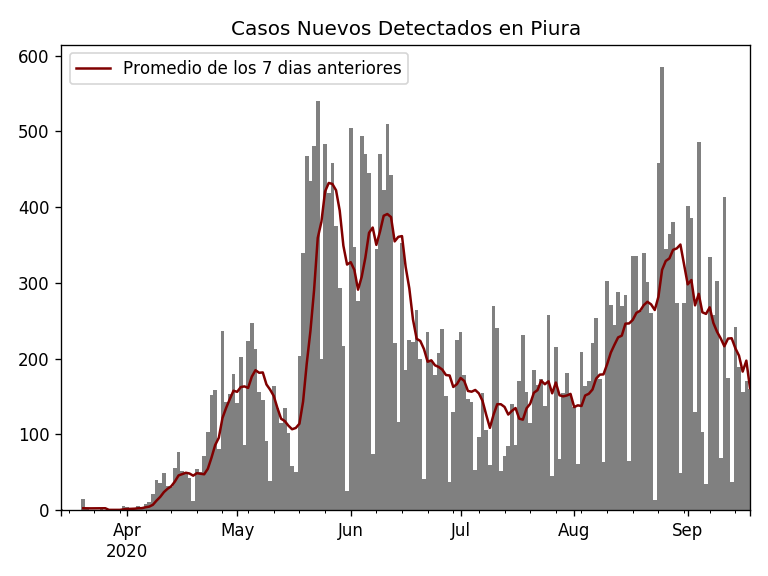 Casos Nuevos Detectados en Piura
Promedio de los 7 dias anteriores
600
500
400
300
200
100
0
Apr May Jun Jul Aug Sep
2020